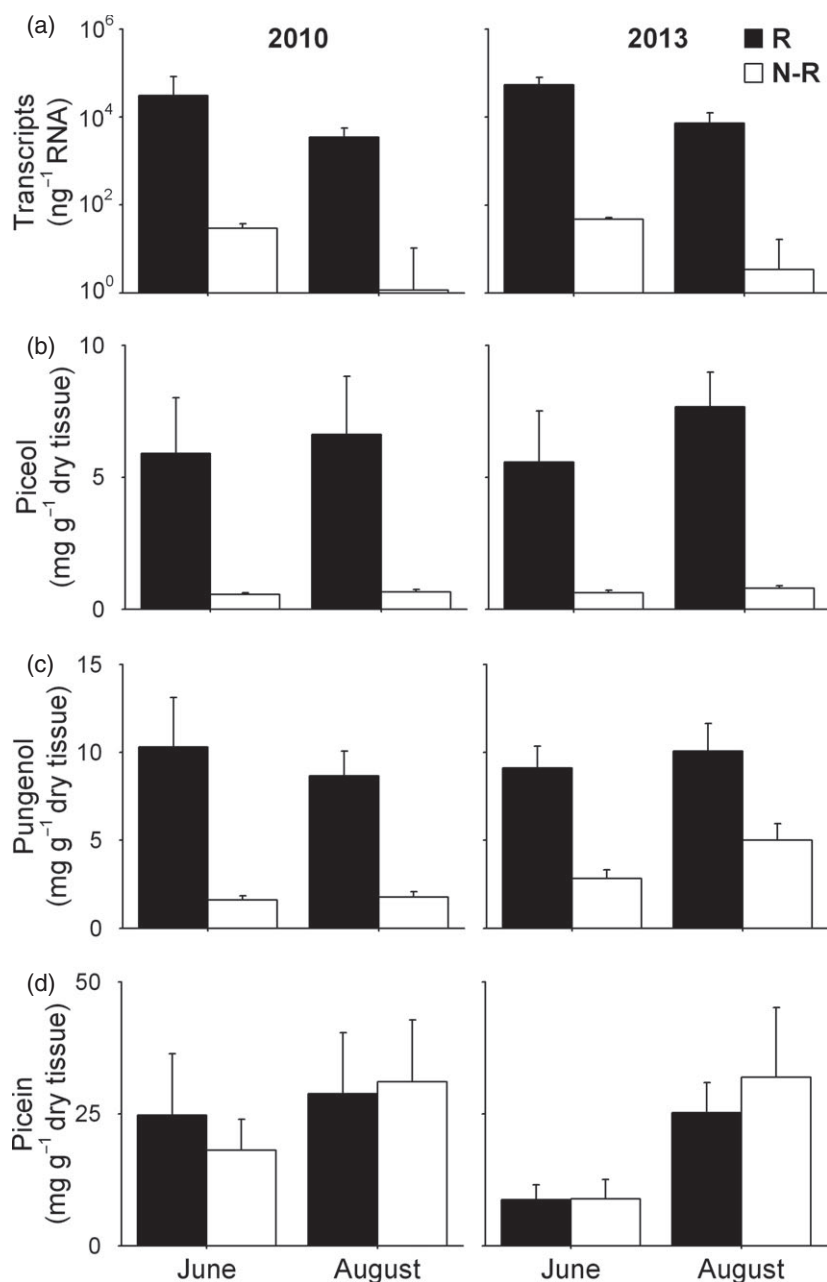 (a)
2010
2013
R
N-R
Transcripts
(ng⁻¹ RNA)
10⁶
10⁴
10²
10⁰
(b)
Piceol
(mg g⁻¹ dry tissue)
10
5
0
(c)
Pungenol
(mg g⁻¹ dry tissue)
15
10
5
0
(d)
Picein
(mg g⁻¹ dry tissue)
50
25
0
June
August
June
August